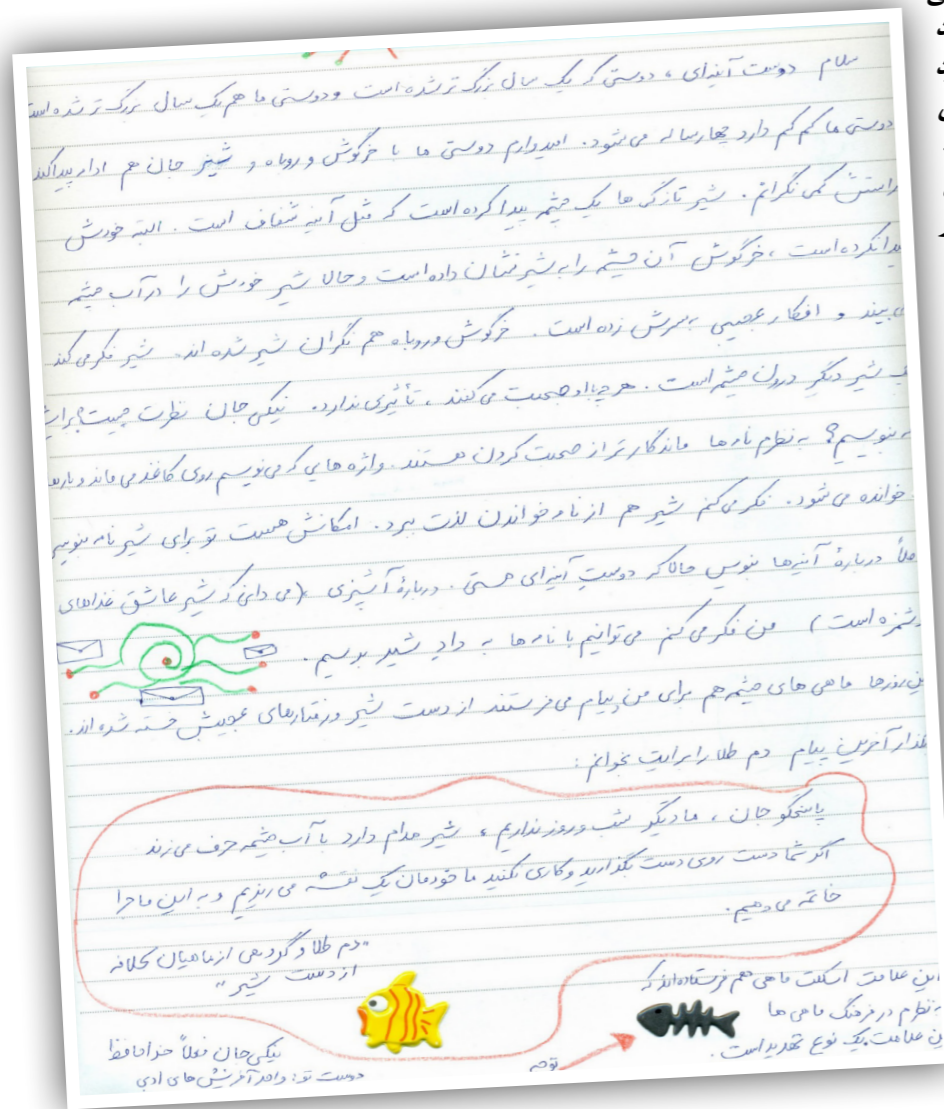 سلام دوست آینه‌ای، دوستی که یک سال بزرگ‌تر شده است و دوستی ما هم یک سال بزرگ‌تر شده است
دوستی ما کم کم دارد چهارساله می‌شود. امیدوارم دوستی ما با خرگوش و روباه و شیر جان هم ادامه پیدا کند
راستش کمی نگرانم. شیر تازگی‌ها یک چشمه پیدا کرده است که مثل آینه شفاف است. البته خودش
پیدا نکرده است، خرگوش آن چشمه را به شیر نشان داده است و حالا شیر خودش را در آب چشمه
می‌بیند و افکار عجیبی به سرش زده است. خرگوش و روباه هم نگران شیر شده‌اند. شیر فکر می‌کند
یک شیر دیگر درون چشمه است. هر چه با او صحبت می‌کنند، تأثیری ندارد. نیکی جان نظرت چیست؟ برایش
نامه بنویسیم؟ به نظرم نامه‌ها ماندگارتر از صحبت کردن هستند. واژه‌هایی که می‌نویسم روی کاغذ می‌ماند و بارها
خوانده می‌شود. فکر می‌کنم شیر هم از نامه خواندن لذت ببرد. امکانش هست تو برای شیر نامه بنویسی
مثلاً درباره‌ٔ آینه‌ها بنویس حالا که دوست آینه‌ای هستی. درباره‌ٔ آشپزی، (می‌دانی که شیر عاشق غذاهای
خوشمزه است) من فکر می‌کنم می‌توانیم با نامه‌ها به داد شیر برسیم.
این روزها ماهی‌های چشمه هم برای من پیام می‌فرستند از دست شیر و رفتارهای عجیبش خسته شده‌اند.
بگذار آخرین پیام دم طلا را برایت بخوانم:
پاسخگو جان، ما دیگر شب و روز نداریم، شیر مدام دارد با آب چشمه حرف می‌زند
اگر شما دست روی دست بگذارید و کاری نکنید ما خودمان یک نقشه می‌ریزیم و به این ماجرا
خاتمه می‌دهیم.
"دم طلا و گروهی از ماهیان کلافه
از دست شیر"
این علامت اسکلت ماهی هم فرستاده‌اند که
به نظرم در فرهنگ ماهی‌ها
این علامت یک نوع تهدید است.
توجه
نیکی جان فعلاً خداحافظ
دوست تو: واحد آفرینش‌های ادبی